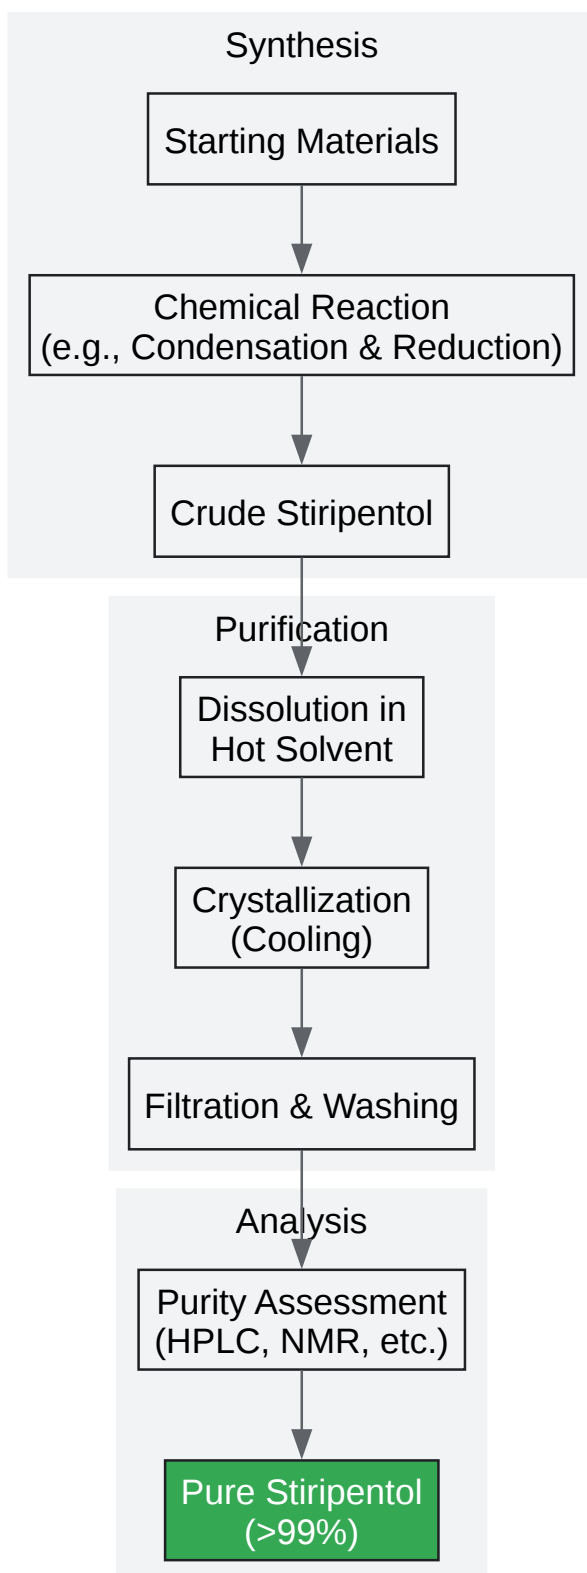 Synthesis
Starting Materials
Chemical Reaction
(e.g., Condensation & Reduction)
Crude Stiripentol
Purification
Dissolution in
Hot Solvent
Crystallization
(Cooling)
Filtration & Washing
Analysis
Purity Assessment
(HPLC, NMR, etc.)
Pure Stiripentol
(>99%)